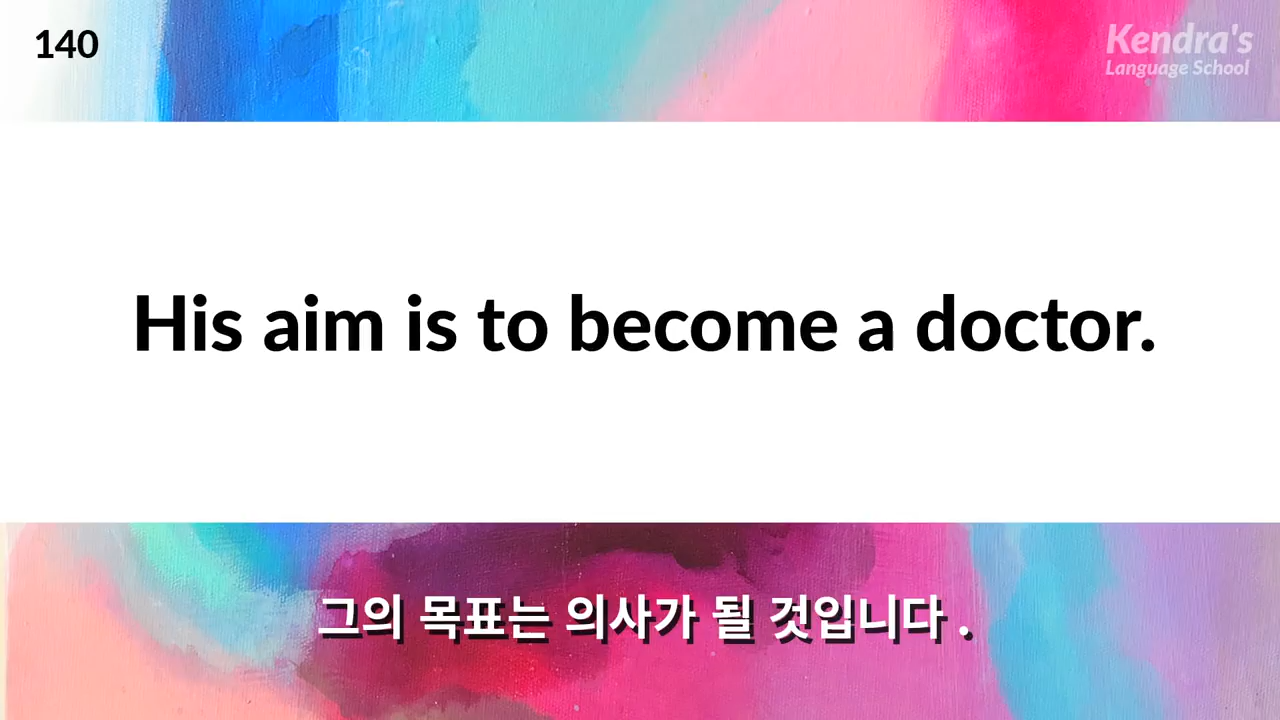 140
Kendra's
Language School
His aim is to become a doctor.
그의 목표는 의사가 될 것입니다 .